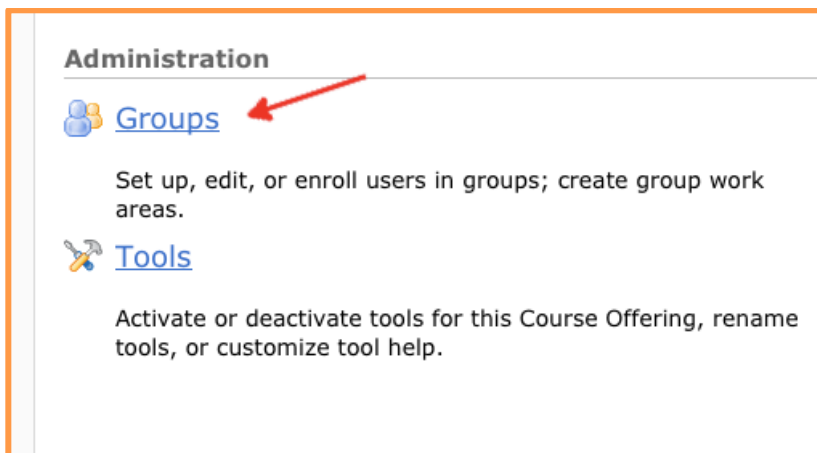 Administration
Groups
Set up, edit, or enroll users in groups; create group work
areas.
Tools
Activate or deactivate tools for this Course Offering, rename
tools, or customize tool help.